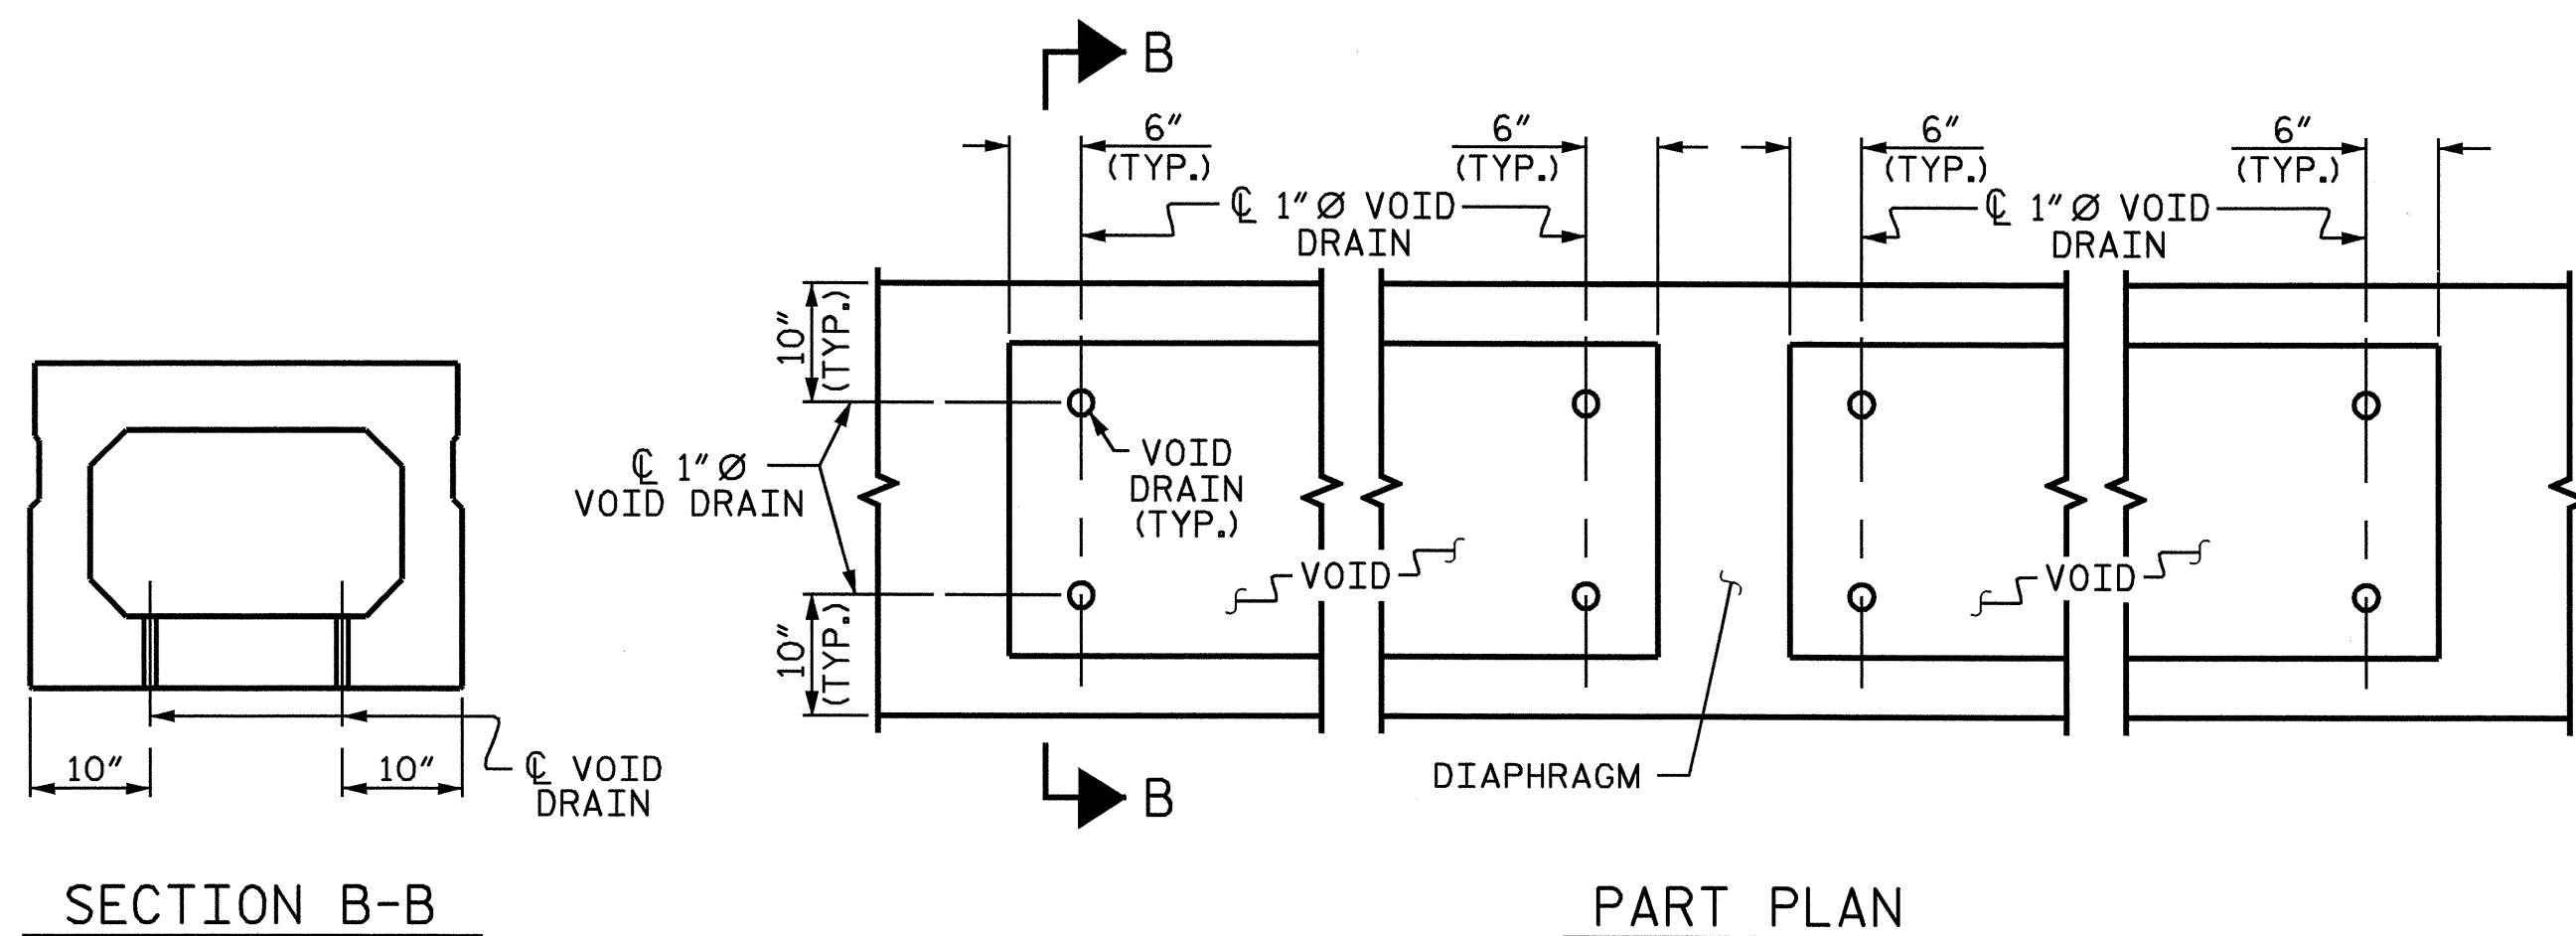 B
6"
(TYP.)
6"
(TYP.)
6"
(TYP.)
6"
(TYP.)
℄ 1"Ø VOID
DRAIN
℄ 1"Ø VOID
DRAIN
10"
(TYP.)
℄ 1"Ø
VOID DRAIN
VOID
DRAIN
(TYP.)
VOID
VOID
10"
(TYP.)
10"
10"
℄ VOID
DRAIN
DIAPHRAGM
B
SECTION B-B
PART PLAN